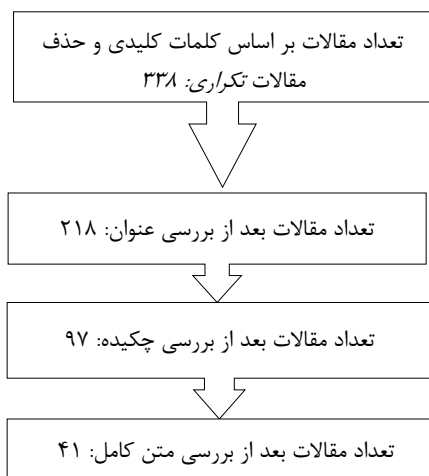 تعداد مقالات بر اساس کلمات کلیدی و حذف
مقالات تکراری: ۳۳۸
تعداد مقالات بعد از بررسی عنوان: ۲۱۸
تعداد مقالات بعد از بررسی چکیده: ۹۷
تعداد مقالات بعد از بررسی متن کامل: ۴۱